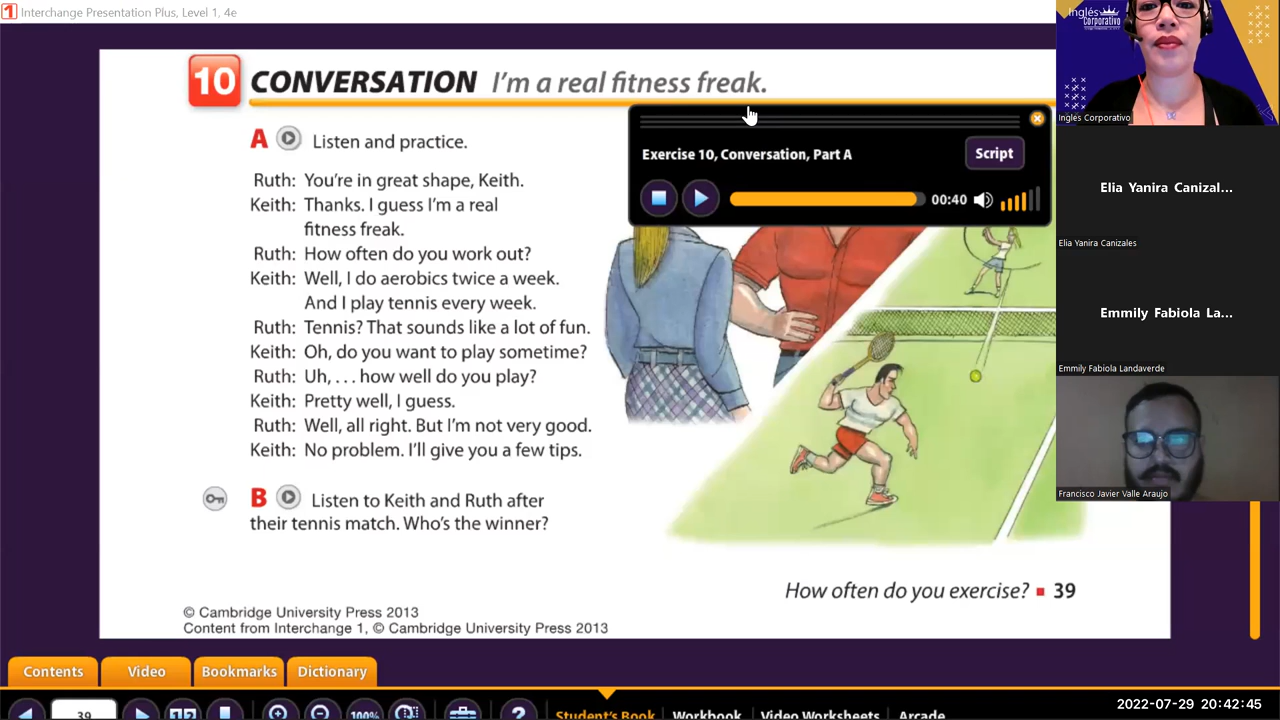 Interchange Presentation Plus, Level 1, 4e
10 CONVERSATION I'm a real fitness freak.
A Listen and practice.
Ruth: You're in great shape, Keith.
Keith: Thanks. I guess I'm a real
fitness freak.
Ruth: How often do you work out?
Keith: Well, I do aerobics twice a week.
And I play tennis every week.
Ruth: Tennis? That sounds like a lot of fun.
Keith: Oh, do you want to play sometime?
Ruth: Uh, . . . how well do you play?
Keith: Pretty well, I guess.
Ruth: Well, all right. But I'm not very good.
Keith: No problem. I'll give you a few tips.
B Listen to Keith and Ruth after
their tennis match. Who's the winner?
Exercise 10, Conversation, Part A
Script
00:40
How often do you exercise? ■ 39
© Cambridge University Press 2013
Content from Interchange 1, © Cambridge University Press 2013
Contents
Video
Bookmarks
Dictionary
39
100%
?
Student's Book
Workbook
Video Worksheets
Arcade
Inglés
Corporativo
Ingles Corporativo
Elia Yanira Canizal...
Elia Yanira Canizales
Emmily Fabiola La...
Emmily Fabiola Landaverde
Francisco Javier Valle Araujo
2022-07-29 20:42:45